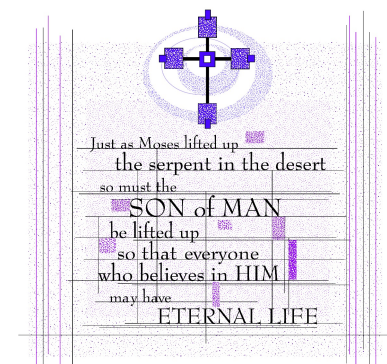 Just as Moses lifted up
the serpent in the desert
so must the
SON of MAN
be lifted up
so that everyone
who believes in HIM
may have
ETERNAL LIFE